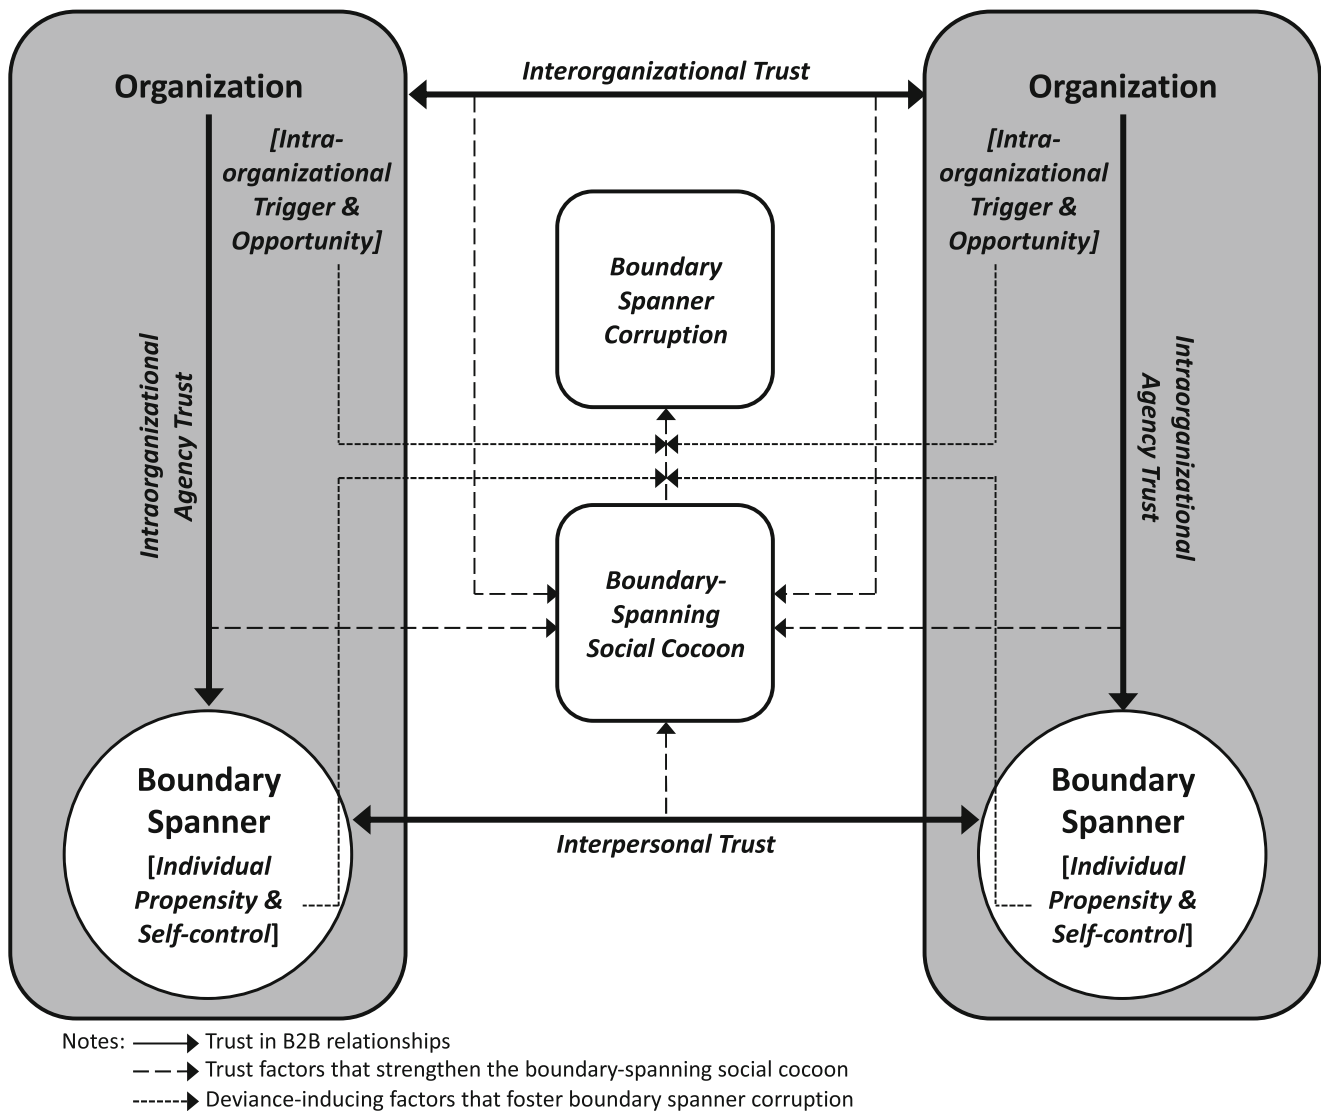 Organization
[Intra-
organizational
Trigger &
Opportunity]
Intraorganizational
Agency Trust
Boundary
Spanner
[Individual
Propensity &
Self-control]
Interorganizational Trust
Boundary
Spanner
Corruption
Boundary-
Spanning
Social Cocoon
Interpersonal Trust
Organization
[Intra-
organizational
Trigger &
Opportunity]
Intraorganizational
Agency Trust
Boundary
Spanner
[Individual
Propensity &
Self-control]
Notes: Trust in B2B relationships
Trust factors that strengthen the boundary-spanning social cocoon
Deviance-inducing factors that foster boundary spanner corruption